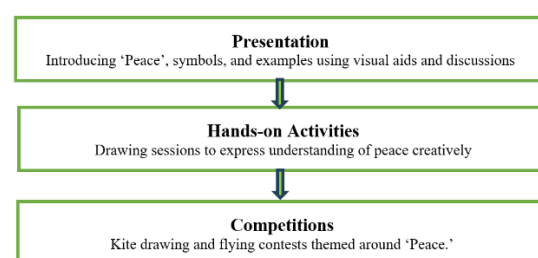 Presentation
Introducing ‘Peace’, symbols, and examples using visual aids and discussions
Hands-on Activities
Drawing sessions to express understanding of peace creatively
Competitions
Kite drawing and flying contests themed around ‘Peace.’